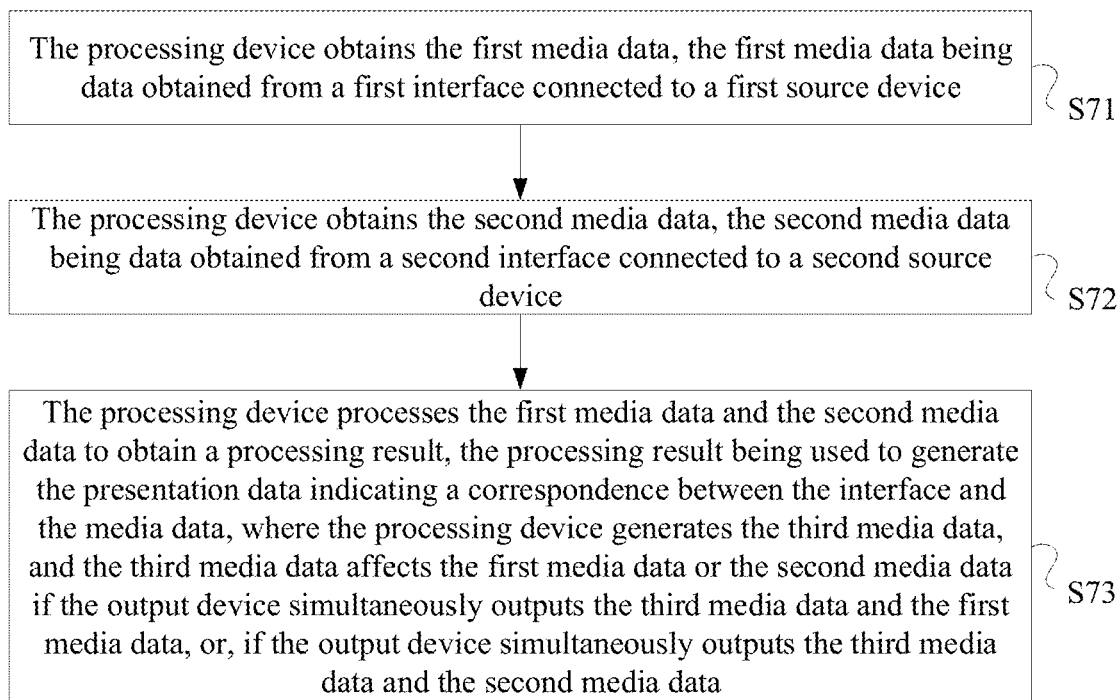 The processing device obtains the first media data, the first media data being
data obtained from a first interface connected to a first source device
S71
The processing device obtains the second media data, the second media data
being data obtained from a second interface connected to a second source
device
S72
The processing device processes the first media data and the second media
data to obtain a processing result, the processing result being used to generate
the presentation data indicating a correspondence between the interface and
the media data, where the processing device generates the third media data,
and the third media data affects the first media data or the second media data
if the output device simultaneously outputs the third media data and the first
media data, or, if the output device simultaneously outputs the third media
data and the second media data
S73